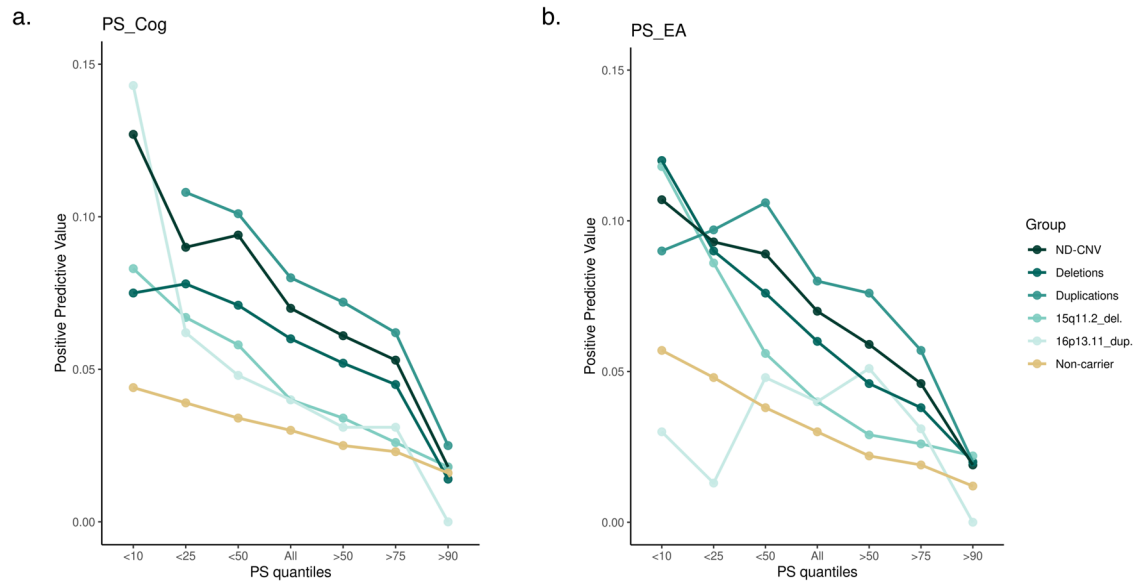 a.
PS_Cog
Positive Predictive Value
0.15
0.10
0.05
0.00
<10 <25 <50 All >50 >75 >90
PS quantiles
b.
PS_EA
Positive Predictive Value
0.15
0.10
0.05
0.00
<10 <25 <50 All >50 >75 >90
PS quantiles
Group
ND-CNV
Deletions
Duplications
15q11.2_del.
16p13.11_dup.
Non-carrier